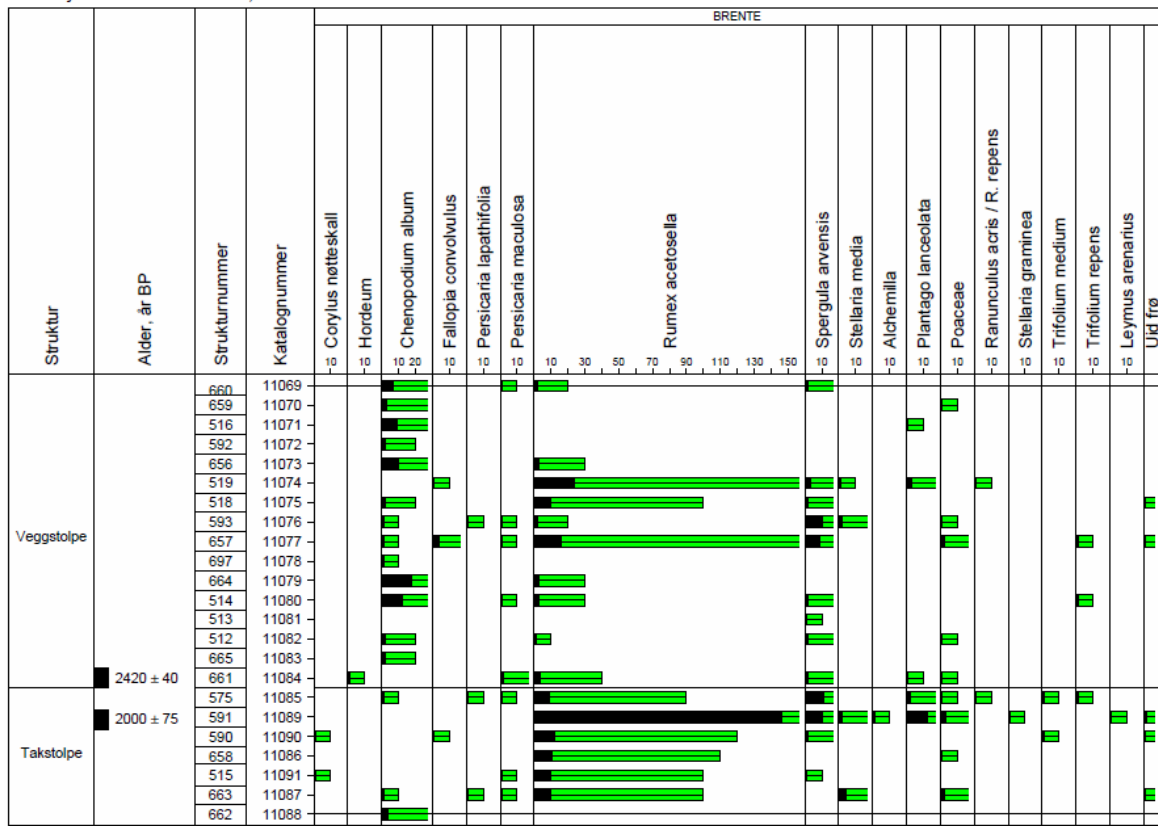 BRENTE
Struktur
Alder, år BP
Strukturnummer
Katalognummer
Corylus nøtteskall
Hordeum
Chenopodium album
Fallopia convolvulus
Persicaria lapathifolia
Persicaria maculosa
Rumex acetosella
Spergula arvensis
Stellaria media
Alchemilla
Plantago lanceolata
Poaceae
Ranunculus acris / R. repens
Stellaria graminea
Trifolium medium
Trifolium repens
Leymus arenarius
Uid frø
10 10 10 20 10 10 10 10 30 50 70 90 110 130 150 10 10 10 10 10 10 10 10 10 10
660 11069
659 11070
516 11071
592 11072
656 11073
519 11074
518 11075
593 11076
Veggstolpe
657 11077
697 11078
664 11079
514 11080
513 11081
512 11082
665 11083
2420 ± 40 661 11084
575 11085
2000 ± 75 591 11089
590 11090
Takstolpe
658 11086
515 11091
663 11087
662 11088